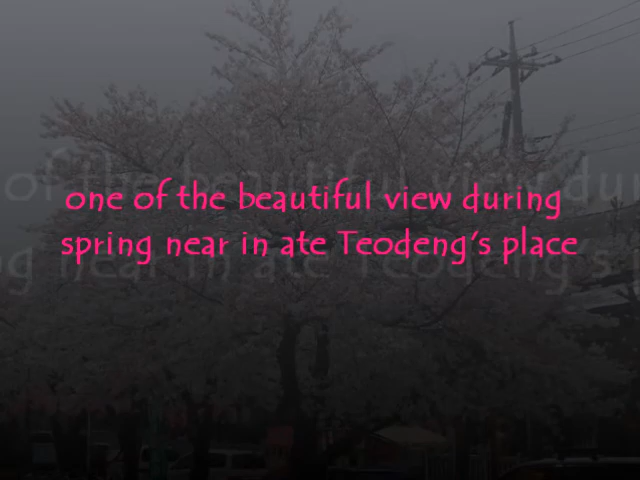 one of the beautiful view during
spring near in ate Teodeng's place